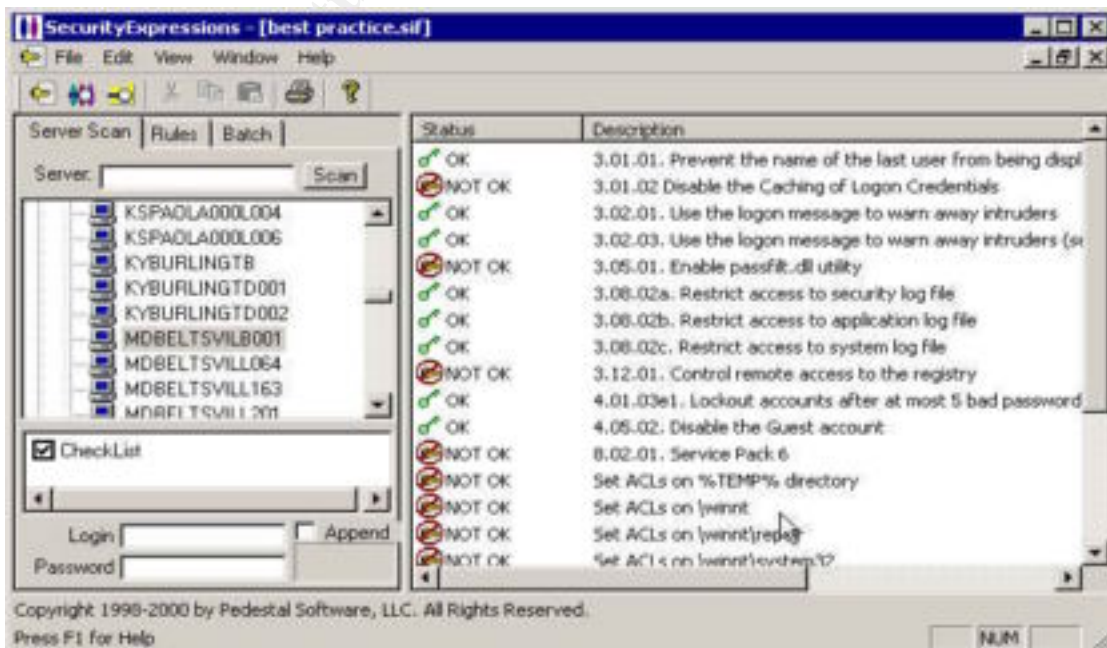 SecurityExpressions - [best practice.sif]
File Edit View Window Help
Server Scan Rules Batch
Server: Scan
KSPAOLA000L004
KSPAOLA000L006
KYBURLINGTB
KYBURLINGTD001
KYBURLINGTD002
MDBELTSVILB001
MDBELTSVILL064
MDBELTSVILL163
MDBELTSVILL201
CheckList
Login Append
Password
Status Description
OK 3.01.01. Prevent the name of the last user from being displ
NOT OK 3.01.02 Disable the Caching of Logon Credentials
OK 3.02.01. Use the logon message to warn away intruders
OK 3.02.03. Use the logon message to warn away intruders (su
NOT OK 3.05.01. Enable passfilt.dll utility
OK 3.08.02a. Restrict access to security log file
OK 3.08.02b. Restrict access to application log file
OK 3.08.02c. Restrict access to system log file
NOT OK 3.12.01. Control remote access to the registry
OK 4.01.03e1. Lockout accounts after at most 5 bad password
OK 4.05.02. Disable the Guest account
NOT OK 8.02.01. Service Pack 6
NOT OK Set ACLs on %TEMP% directory
NOT OK Set ACLs on \winnt
NOT OK Set ACLs on \winnt\repair
NOT OK Set ACLs on \winnt\system32
Copyright 1998-2000 by Pedestal Software, LLC. All Rights Reserved.
Press F1 for Help NUM